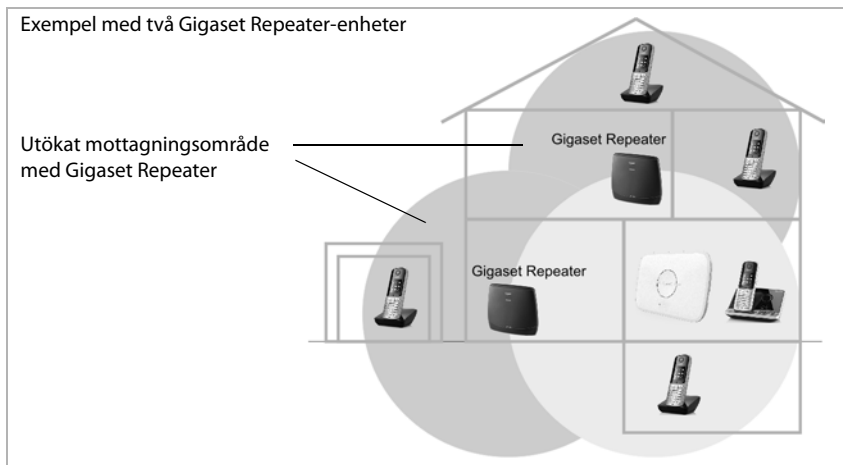 Exempel med två Gigaset Repeater-enheter
Utökat mottagningsområde
med Gigaset Repeater
Gigaset Repeater
Gigaset Repeater